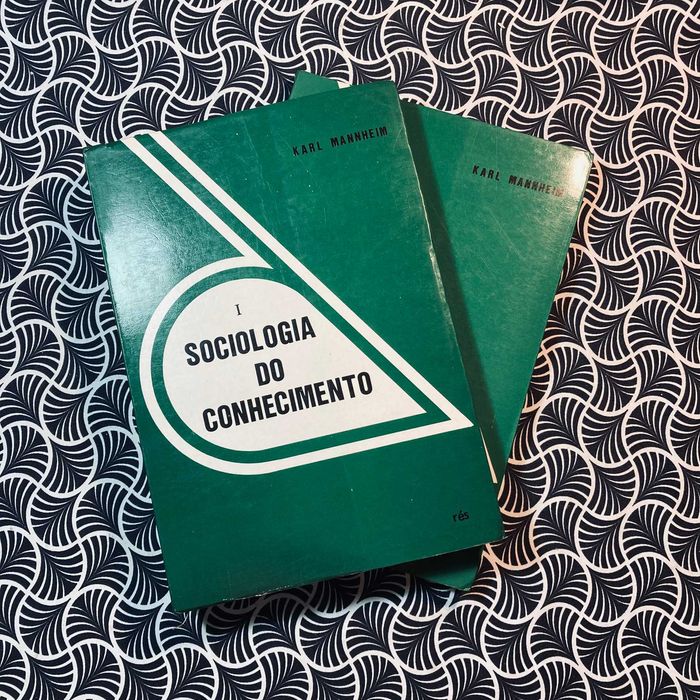 KARL MANNHEIM
I
SOCIOLOGIA
DO
CONHECIMENTO
rés
KARL MANNHEIM